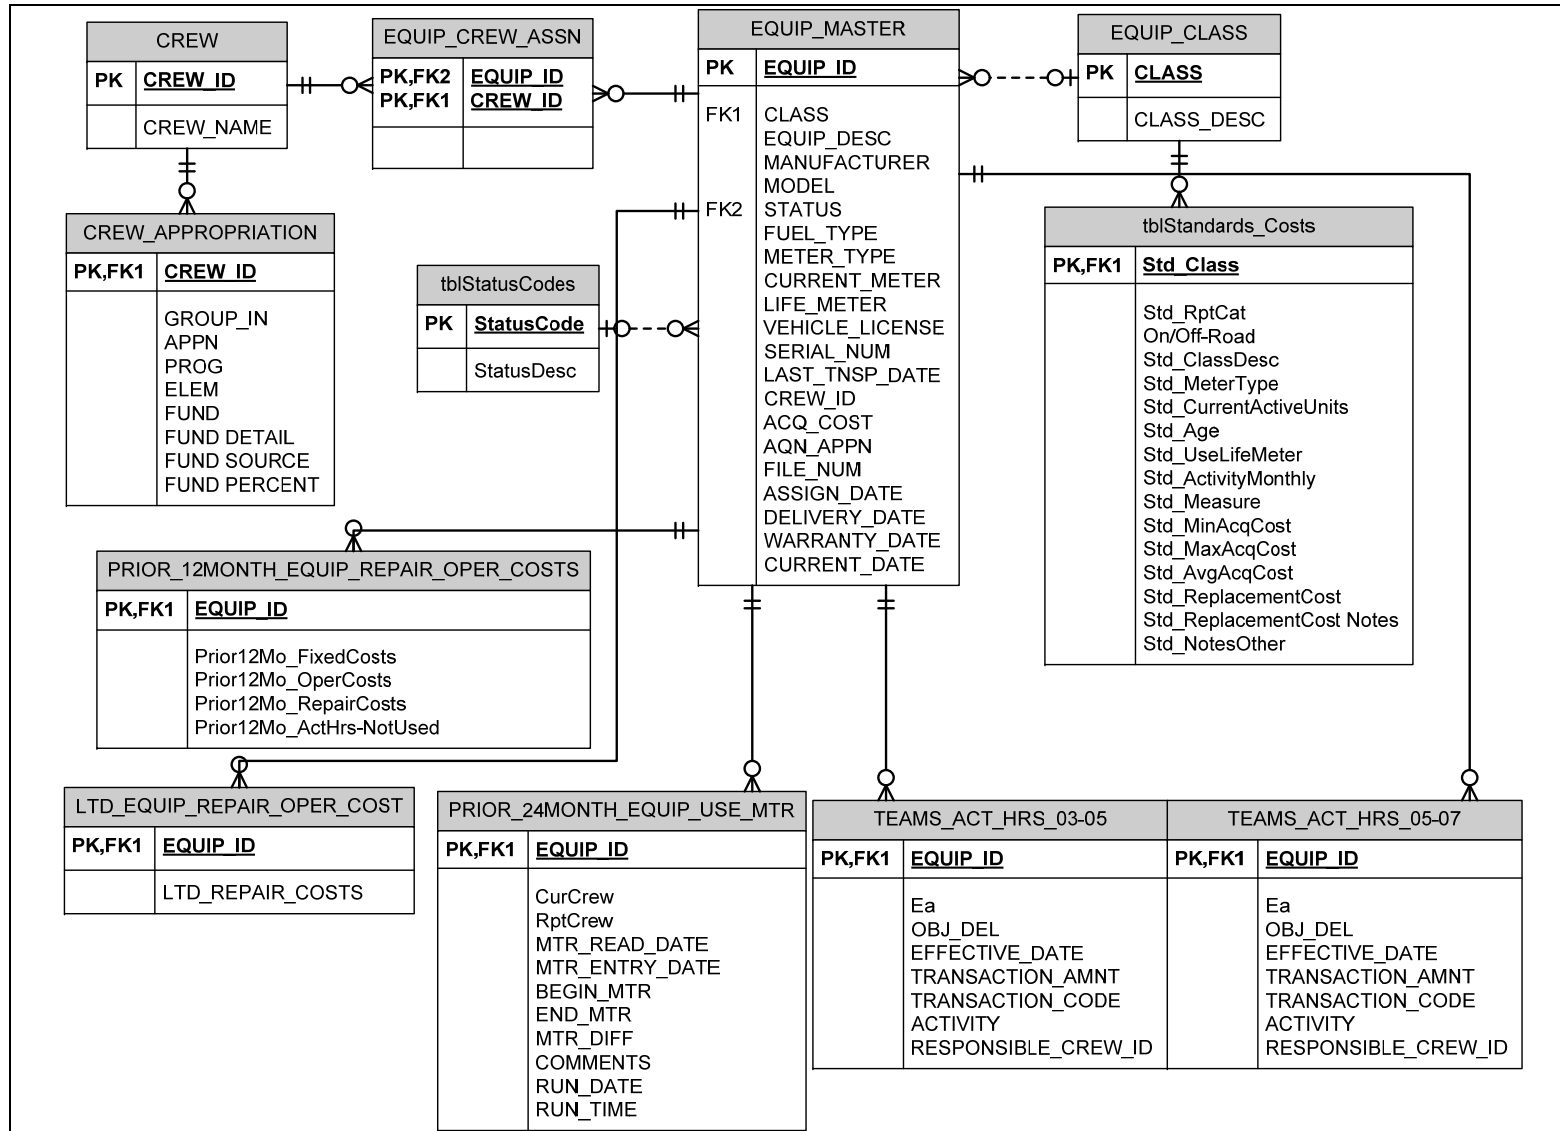 CREW
PK CREW_ID
CREW_NAME
EQUIP_CREW_ASSN
PK,FK2 EQUIP_ID
PK,FK1 CREW_ID
EQUIP_MASTER
PK EQUIP_ID
FK1 CLASS
EQUIP_DESC
MANUFACTURER
MODEL
FK2 STATUS
FUEL_TYPE
METER_TYPE
CURRENT_METER
LIFE_METER
VEHICLE_LICENSE
SERIAL_NUM
LAST_TNSP_DATE
CREW_ID
ACQ_COST
AQN_APPN
FILE_NUM
ASSIGN_DATE
DELIVERY_DATE
WARRANTY_DATE
CURRENT_DATE
EQUIP_CLASS
PK CLASS
CLASS_DESC
CREW_APPROPRIATION
PK,FK1 CREW_ID
GROUP_IN
APPN
PROG
ELEM
FUND
FUND DETAIL
FUND SOURCE
FUND PERCENT
tblStatusCodes
PK StatusCode
StatusDesc
tblStandards_Costs
PK,FK1 Std_Class
Std_RptCat
On/Off-Road
Std_ClassDesc
Std_MeterType
Std_CurrentActiveUnits
Std_Age
Std_UseLifeMeter
Std_ActivityMonthly
Std_Measure
Std_MinAcqCost
Std_MaxAcqCost
Std_AvgAcqCost
Std_ReplacementCost
Std_ReplacementCost Notes
Std_NotesOther
PRIOR_12MONTH_EQUIP_REPAIR_OPER_COSTS
PK,FK1 EQUIP_ID
Prior12Mo_FixedCosts
Prior12Mo_OperCosts
Prior12Mo_RepairCosts
Prior12Mo_ActHrs-NotUsed
LTD_EQUIP_REPAIR_OPER_COST
PK,FK1 EQUIP_ID
LTD_REPAIR_COSTS
PRIOR_24MONTH_EQUIP_USE_MTR
PK,FK1 EQUIP_ID
CurCrew
RptCrew
MTR_READ_DATE
MTR_ENTRY_DATE
BEGIN_MTR
END_MTR
MTR_DIFF
COMMENTS
RUN_DATE
RUN_TIME
TEAMS_ACT_HRS_03-05
PK,FK1 EQUIP_ID
Ea
OBJ_DEL
EFFECTIVE_DATE
TRANSACTION_AMNT
TRANSACTION_CODE
ACTIVITY
RESPONSIBLE_CREW_ID
TEAMS_ACT_HRS_05-07
PK,FK1 EQUIP_ID
Ea
OBJ_DEL
EFFECTIVE_DATE
TRANSACTION_AMNT
TRANSACTION_CODE
ACTIVITY
RESPONSIBLE_CREW_ID